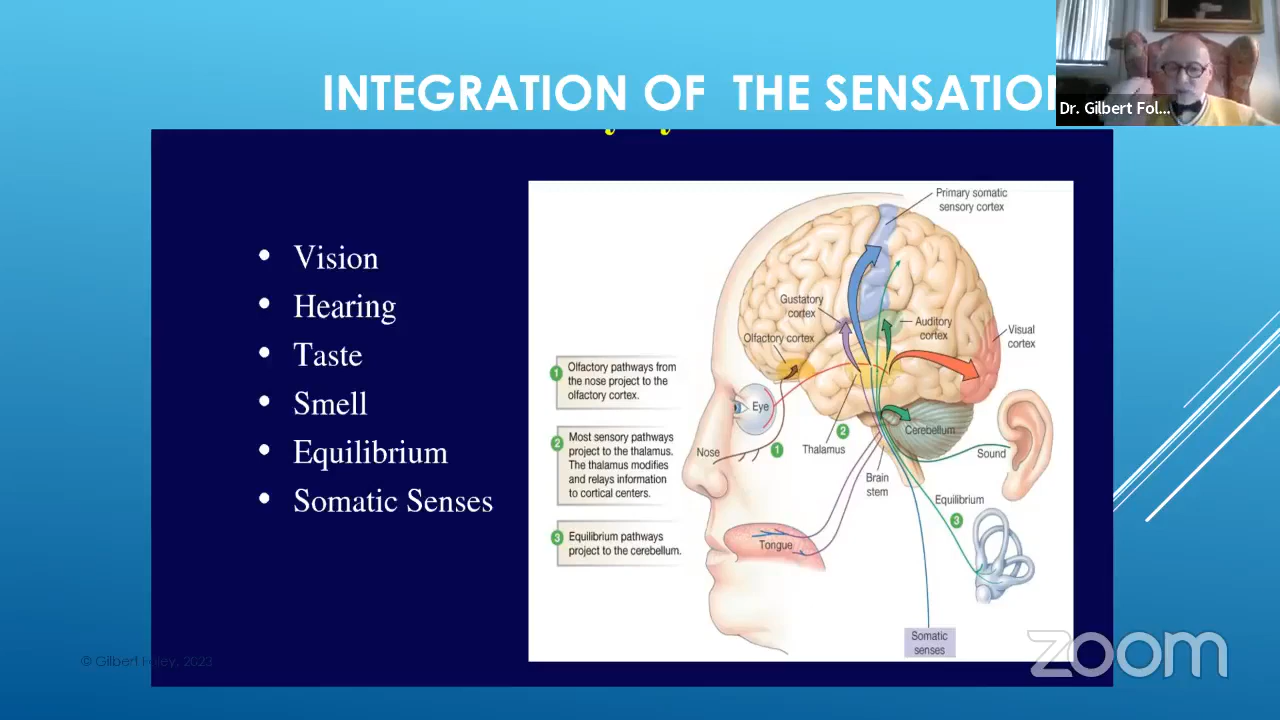 INTEGRATION OF THE SENSATIO
Dr. Gilbert Fol...
• Vision
• Hearing
• Taste
• Smell
• Equilibrium
• Somatic Senses
1 Olfactory pathways from
the nose project to the
olfactory cortex.
2 Most sensory pathways
project to the thalamus.
The thalamus modifies
and relays information
to cortical centers.
3 Equilibrium pathways
project to the cerebellum.
Primary somatic
sensory cortex
Gustatory
cortex
Olfactory cortex
Auditory
cortex
Visual
cortex
Eye
Nose
1
2
Thalamus
Cerebellum
Brain
stem
Sound
Equilibrium
3
Tongue
Somatic
senses
© Gilbert Foley, 2023
zoom